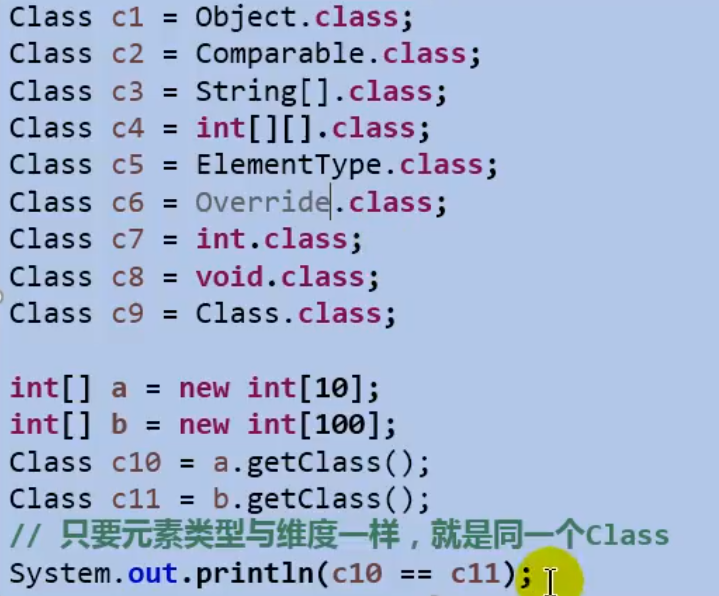 Class c1 = Object.class;
Class c2 = Comparable.class;
Class c3 = String[].class;
Class c4 = int[][].class;
Class c5 = ElementType.class;
Class c6 = Override.class;
Class c7 = int.class;
Class c8 = void.class;
Class c9 = Class.class;
int[] a = new int[10];
int[] b = new int[100];
Class c10 = a.getClass();
Class c11 = b.getClass();
// 只要元素类型与维度一样，就是同一个Class
System.out.println(c10 == c11);